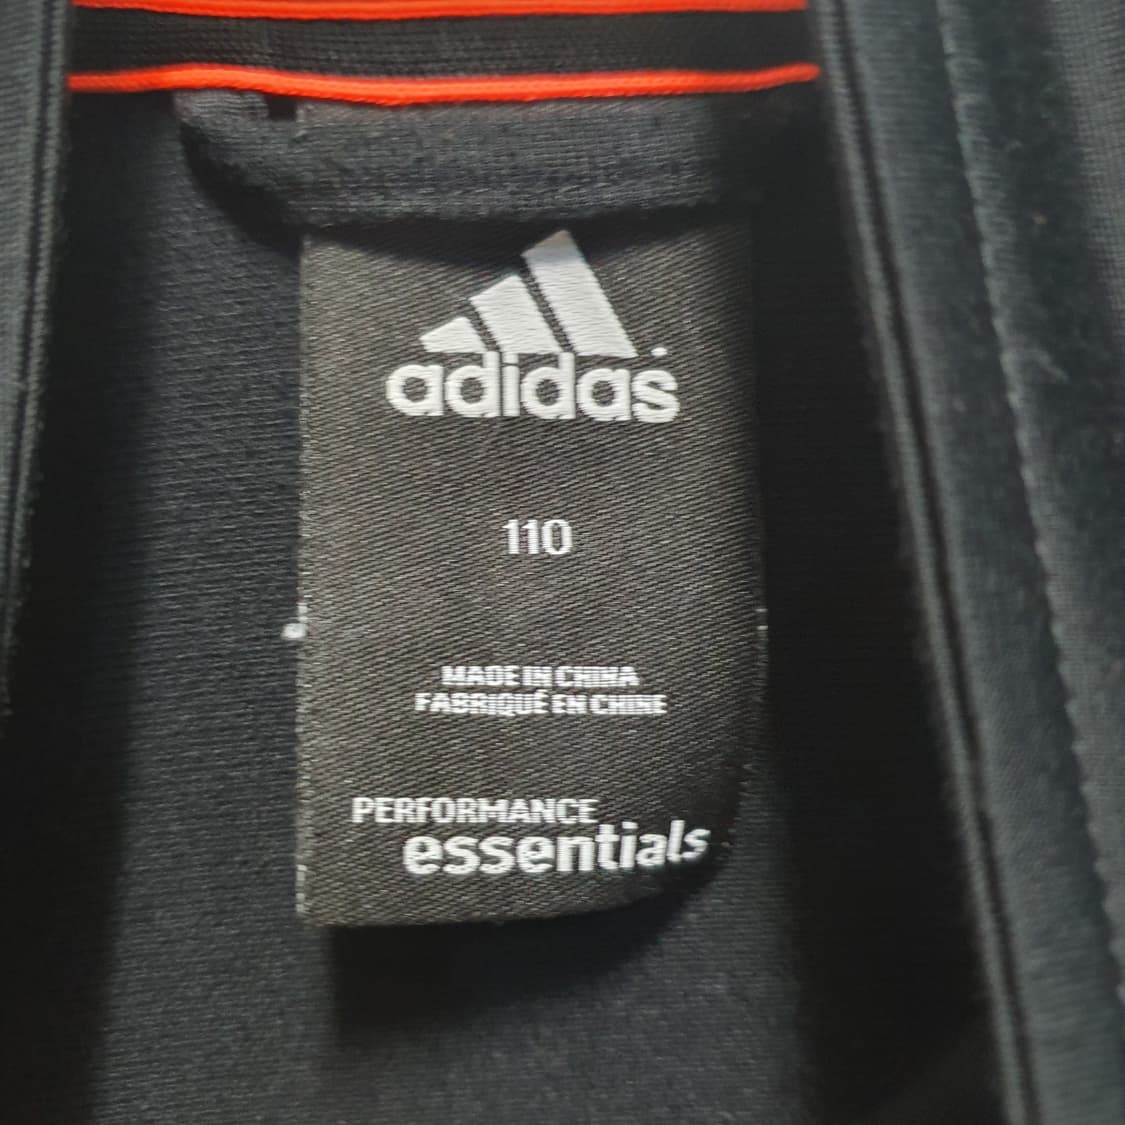 adidas
110
MADE IN CHINA
FABRIQUÉ EN CHINE
PERFORMANCE
essentials